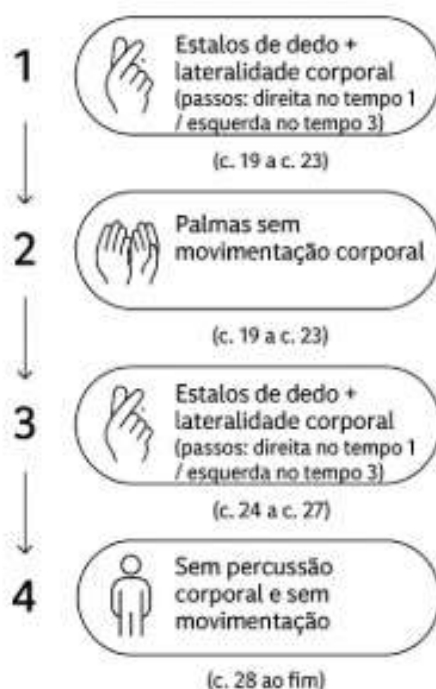 1
Estalos de dedo +
lateralidade corporal
(passos: direita no tempo 1
/ esquerda no tempo 3)
(c. 19 a c. 23)
2
Palmas sem
movimentação corporal
(c. 19 a c. 23)
3
Estalos de dedo +
lateralidade corporal
(passos: direita no tempo 1
/ esquerda no tempo 3)
(c. 24 a c. 27)
4
Sem percussão
corporal e sem
movimentação
(c. 28 ao fim)